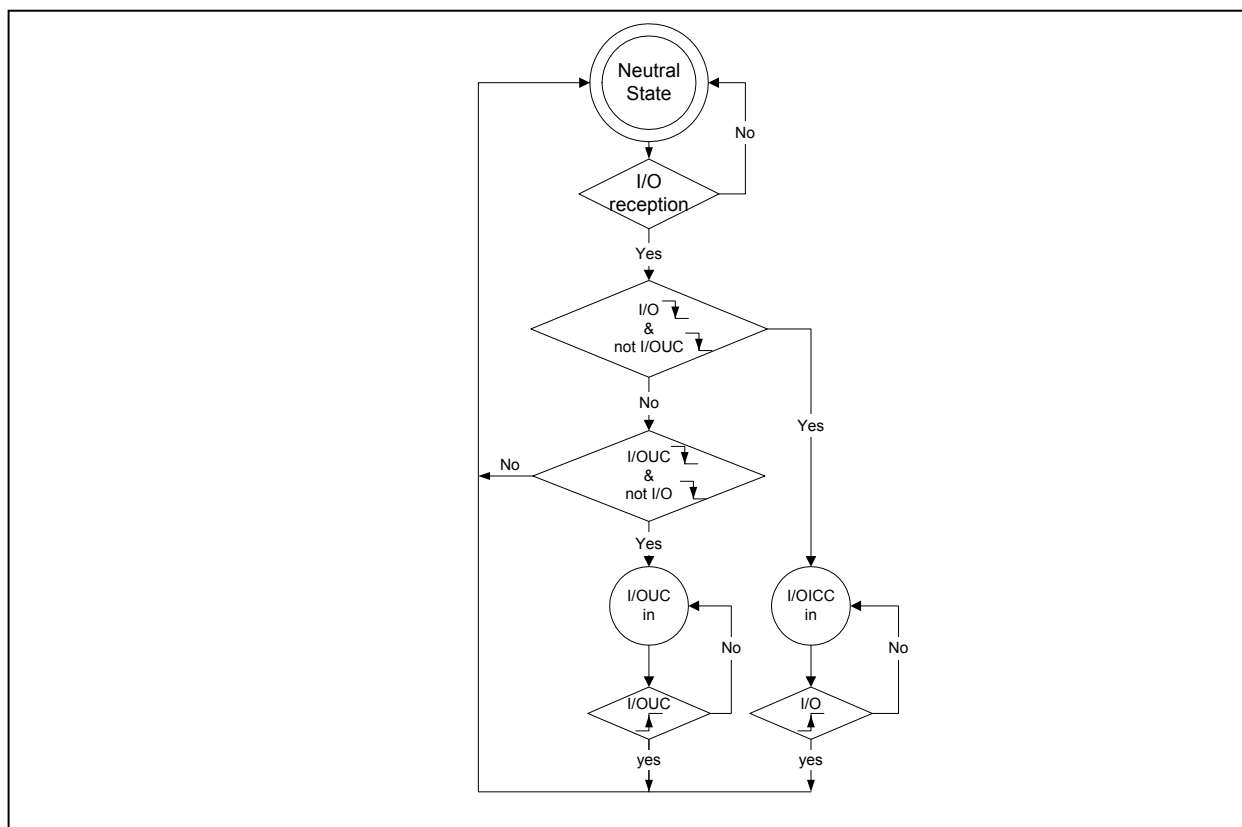 Neutral
State
No
I/O
reception
Yes
I/O
&
not I/OUC
No
Yes
I/OUC
&
not I/O
No
Yes
I/OUC
in
I/OICC
in
No
No
I/OUC
I/O
yes
yes